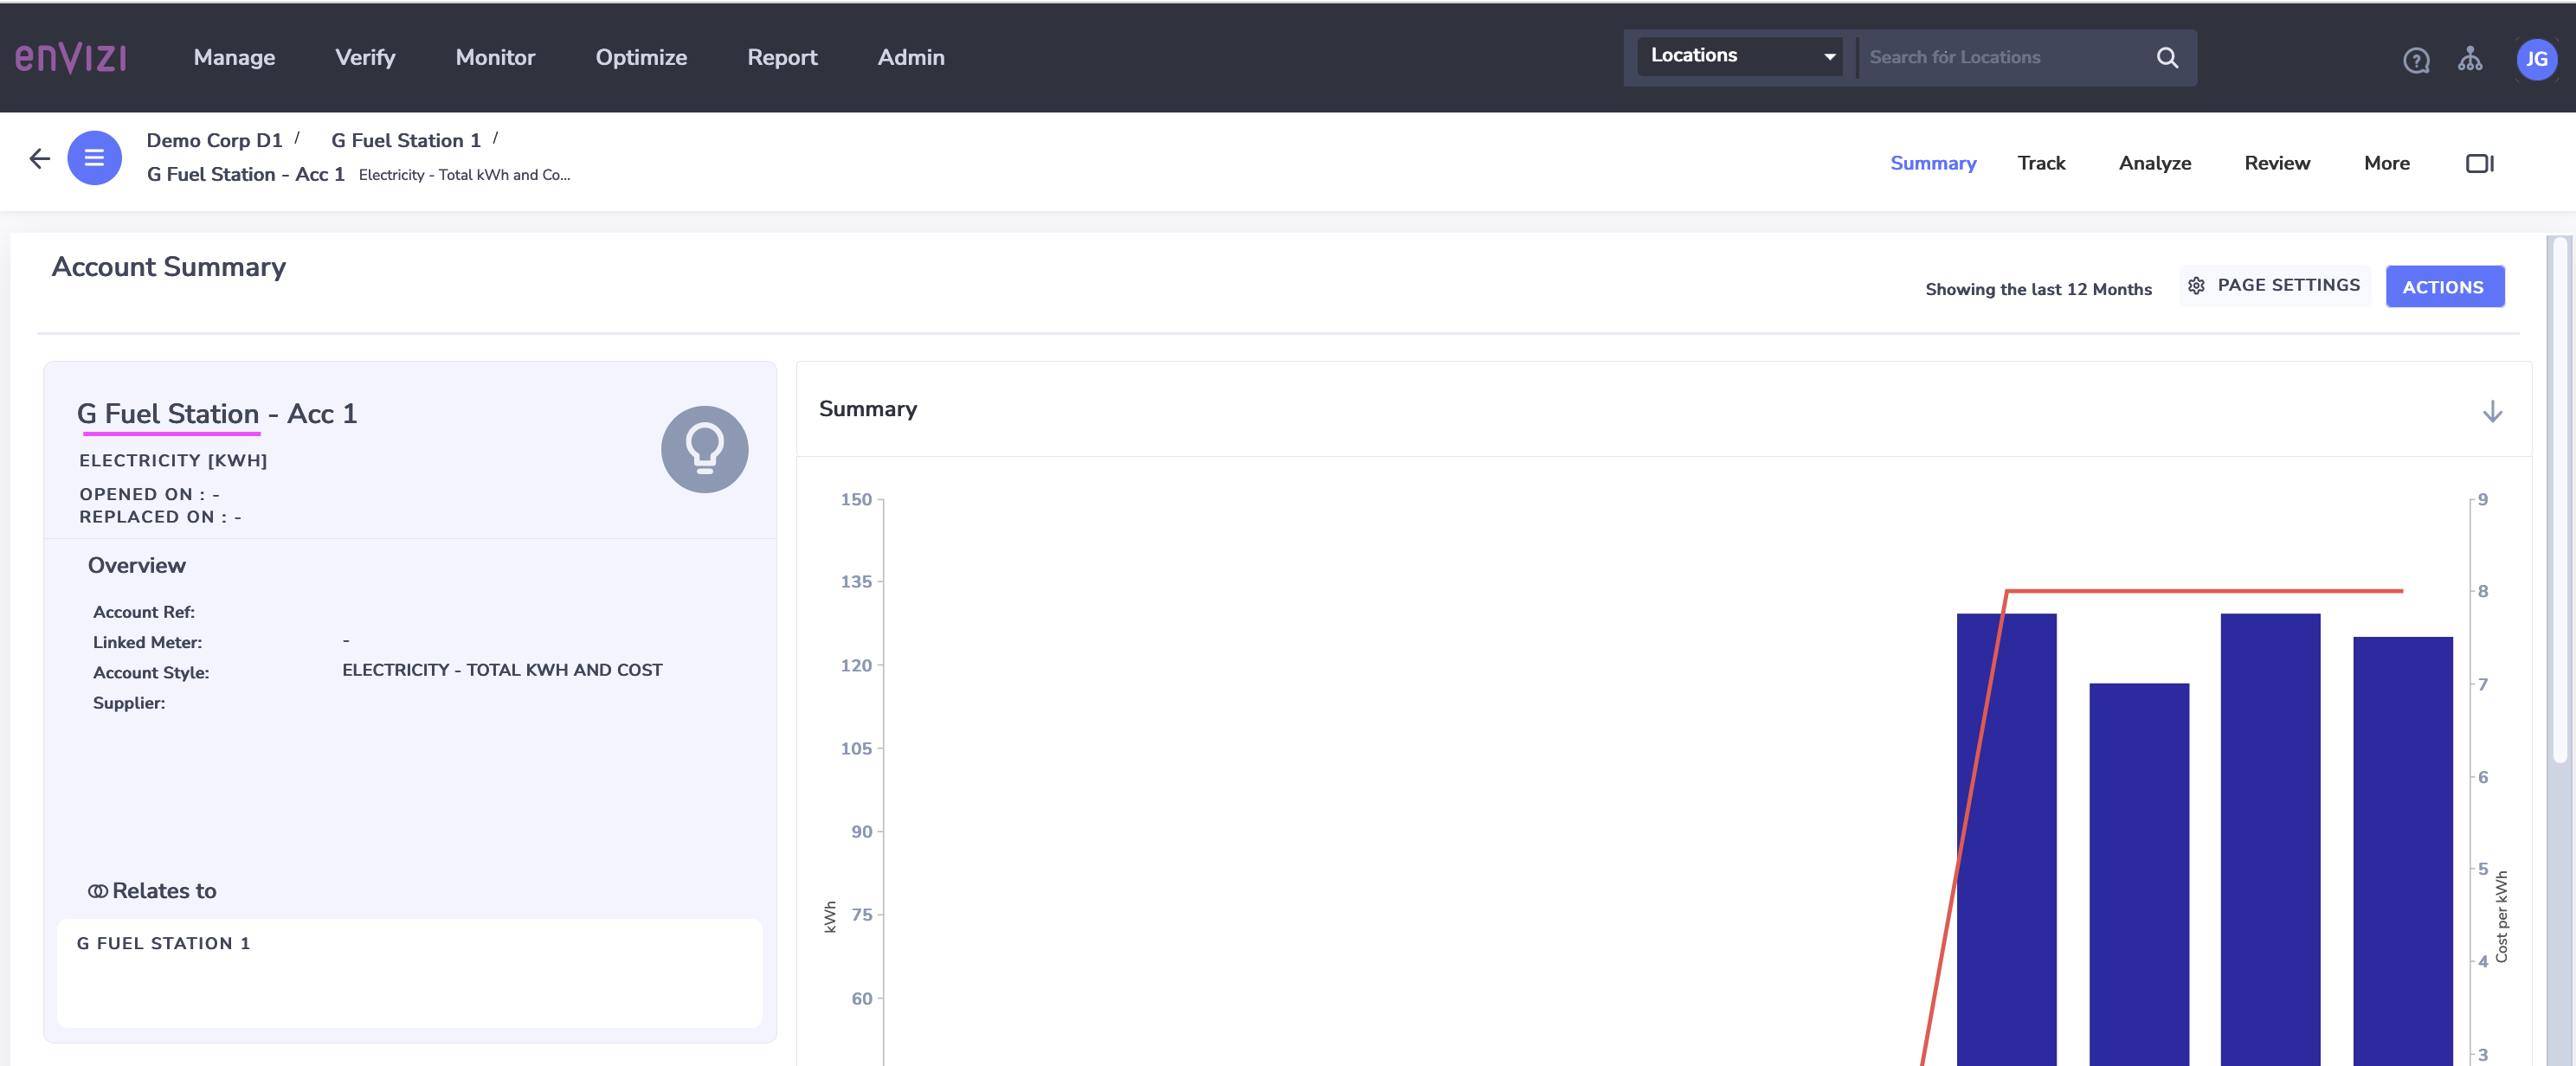 enVizi
Manage Verify Monitor Optimize Report Admin
Locations
Search for Locations
JG
Demo Corp D1 / G Fuel Station 1 /
G Fuel Station - Acc 1 Electricity - Total kWh and Co...
Summary Track Analyze Review More
Account Summary
Showing the last 12 Months
PAGE SETTINGS
ACTIONS
G Fuel Station - Acc 1
ELECTRICITY [KWH]
OPENED ON : -
REPLACED ON : -
Overview
Account Ref:
Linked Meter: -
Account Style: ELECTRICITY - TOTAL KWH AND COST
Supplier:
Relates to
G FUEL STATION 1
Summary
150
135
120
105
90
75
60
kWh
9
8
7
6
5
4
3
Cost per kWh